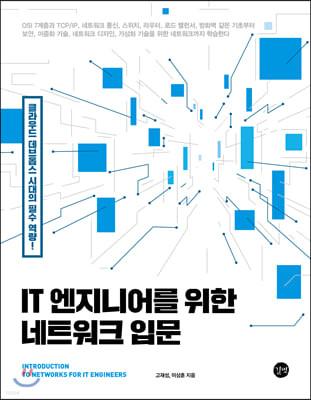 OSI 7계층과 TCP/IP, 네트워크 통신, 스위치, 라우터, 로드 밸런서, 방화벽 같은 기초부터
보안, 이중화 기술, 네트워크 디자인, 가상화 기술을 위한 네트워크까지 학습한다
클라우드 데브옵스 시대의 필수 역량!
IT 엔지니어를 위한
네트워크 입문
INTRODUCTION
TO NETWORKS FOR IT ENGINEERS
고재성, 이상훈 지음
길벗